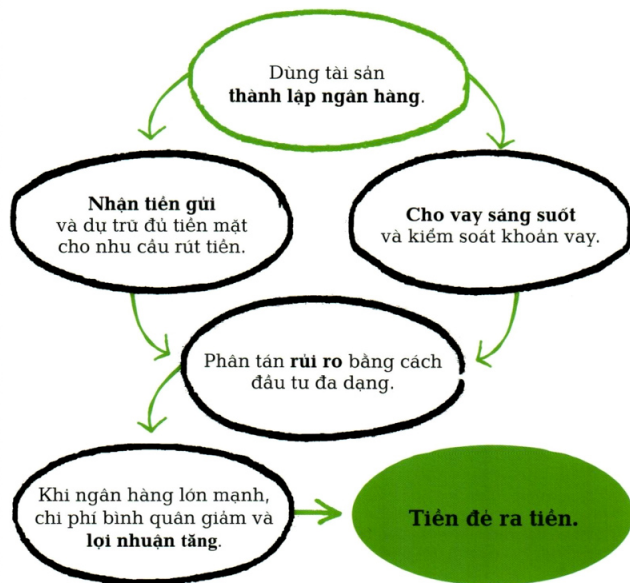 Dùng tài sản
thành lập ngân hàng.
Nhận tiền gửi
và dự trữ đủ tiền mặt
cho nhu cầu rút tiền.
Cho vay sáng suốt
và kiểm soát khoản vay.
Phân tán rủi ro bằng cách
đầu tư đa dạng.
Khi ngân hàng lớn mạnh,
chi phí bình quân giảm và
lợi nhuận tăng.
Tiền đẻ ra tiền.